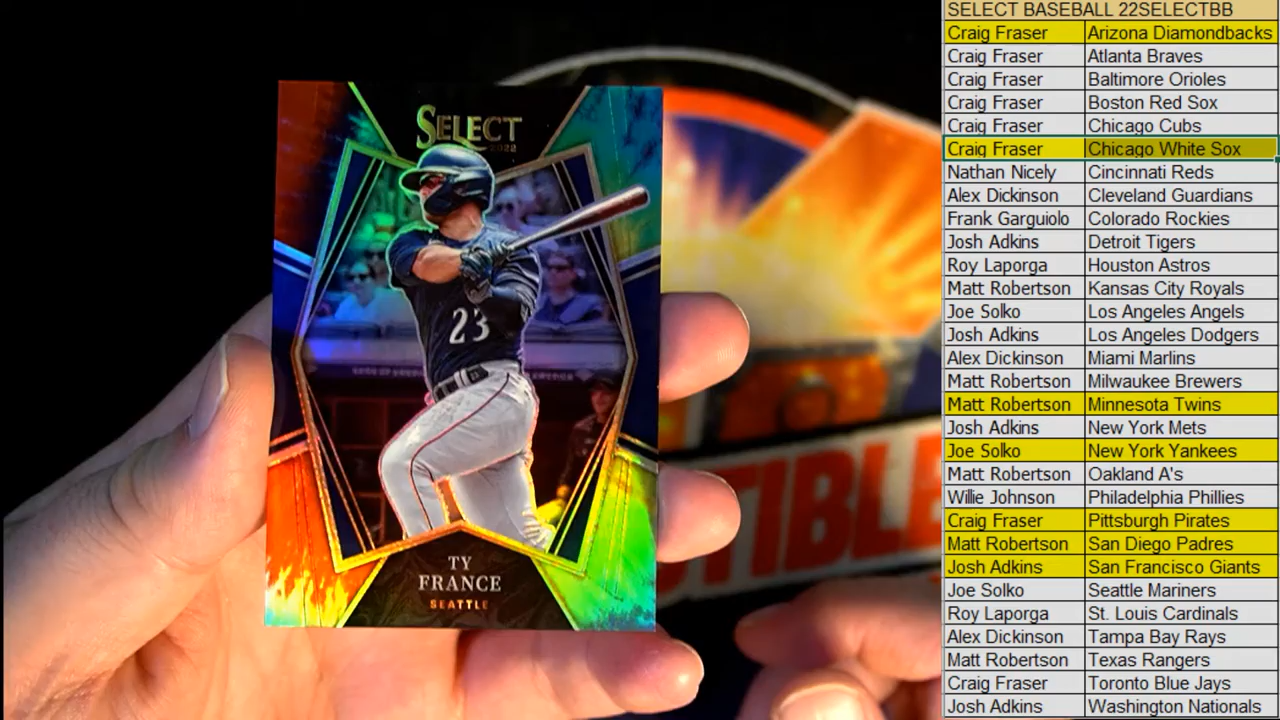 SELECT
2022
23
TY
FRANCE
SEATTLE
TIBLE
SELECT BASEBALL 22SELECTBB
Craig Fraser Arizona Diamondbacks
Craig Fraser Atlanta Braves
Craig Fraser Baltimore Orioles
Craig Fraser Boston Red Sox
Craig Fraser Chicago Cubs
Craig Fraser Chicago White Sox
Nathan Nicely Cincinnati Reds
Alex Dickinson Cleveland Guardians
Frank Garguiolo Colorado Rockies
Josh Adkins Detroit Tigers
Roy Laporga Houston Astros
Matt Robertson Kansas City Royals
Joe Solko Los Angeles Angels
Josh Adkins Los Angeles Dodgers
Alex Dickinson Miami Marlins
Matt Robertson Milwaukee Brewers
Matt Robertson Minnesota Twins
Josh Adkins New York Mets
Joe Solko New York Yankees
Matt Robertson Oakland A's
Willie Johnson Philadelphia Phillies
Craig Fraser Pittsburgh Pirates
Matt Robertson San Diego Padres
Josh Adkins San Francisco Giants
Joe Solko Seattle Mariners
Roy Laporga St. Louis Cardinals
Alex Dickinson Tampa Bay Rays
Matt Robertson Texas Rangers
Craig Fraser Toronto Blue Jays
Josh Adkins Washington Nationals